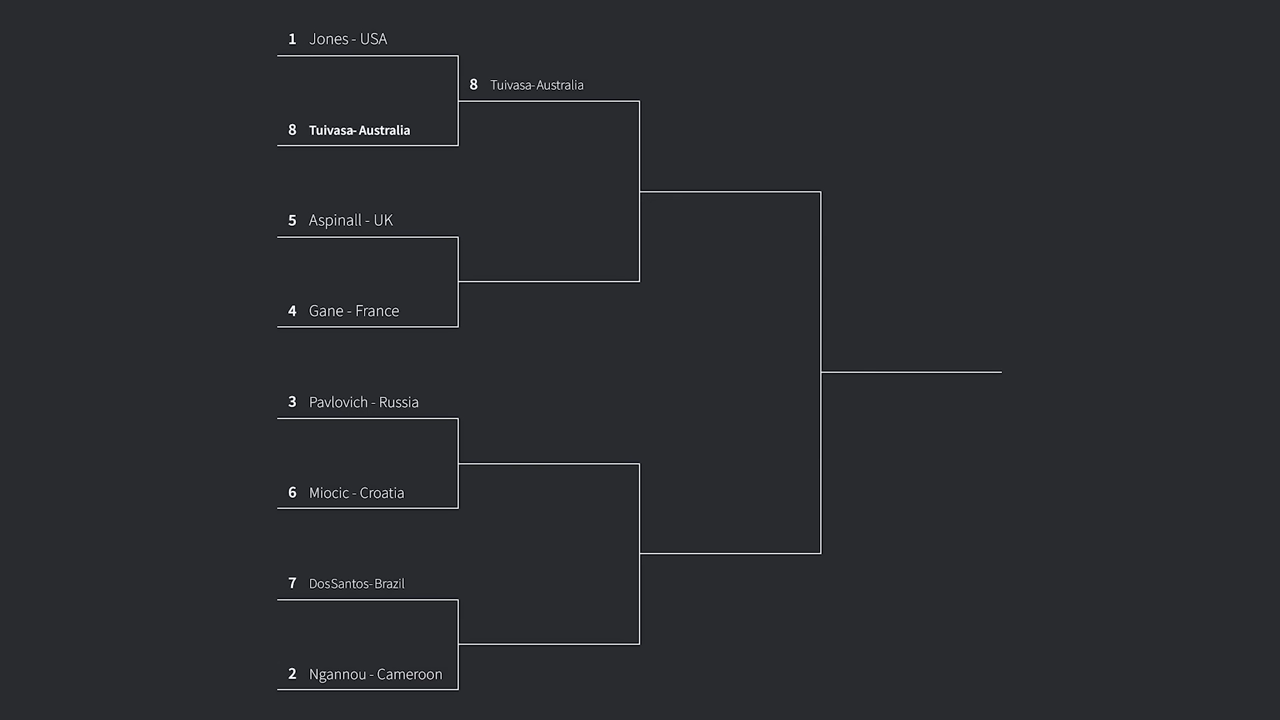 1 Jones - USA
8 Tuivasa- Australia
8 Tuivasa- Australia
5 Aspinall - UK
4 Gane - France
3 Pavlovich - Russia
6 Miocic - Croatia
7 DosSantos- Brazil
2 Ngannou - Cameroon